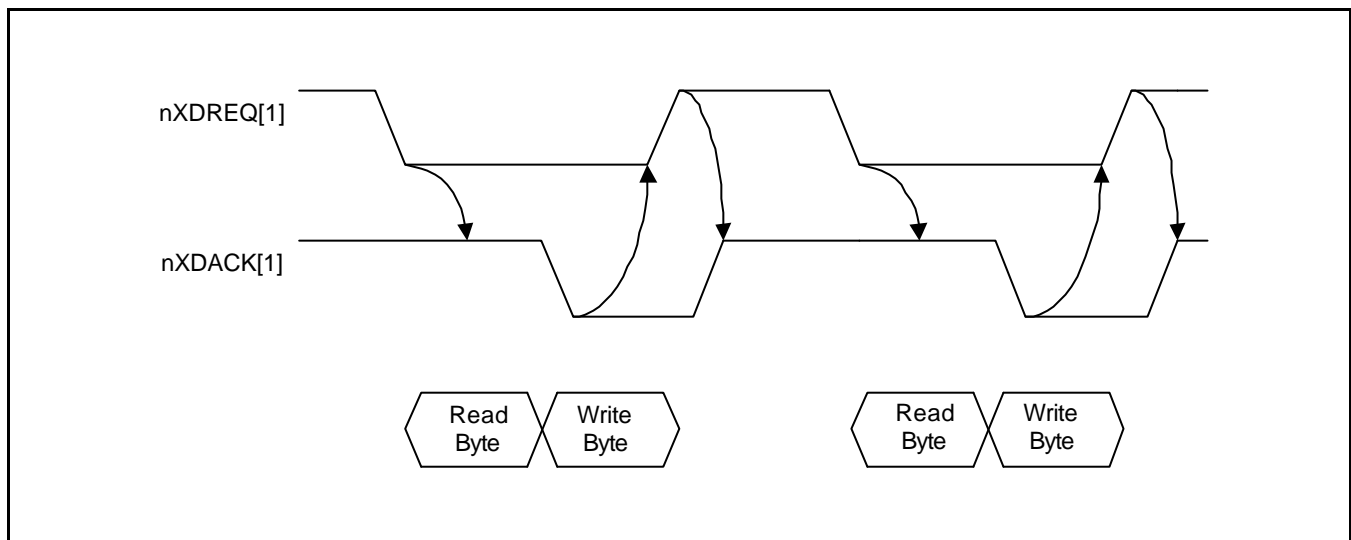 nXDREQ[1]
nXDACK[1]
Read
Byte
Write
Byte
Read
Byte
Write
Byte